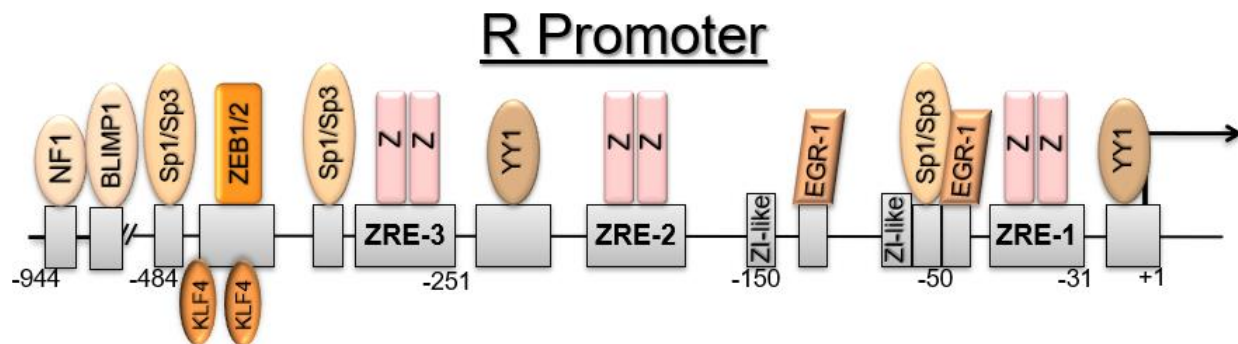 R Promoter
NF1
BLIMP1
Sp1/Sp3
ZEB1/2
Sp1/Sp3
Z
Z
YY1
Z
Z
EGR-1
Sp1/Sp3
EGR-1
Z
Z
YY1
//
ZRE-3
ZRE-2
ZI-like
ZI-like
ZRE-1
-944
-484
-251
-150
-50
-31
+1
KLF4
KLF4